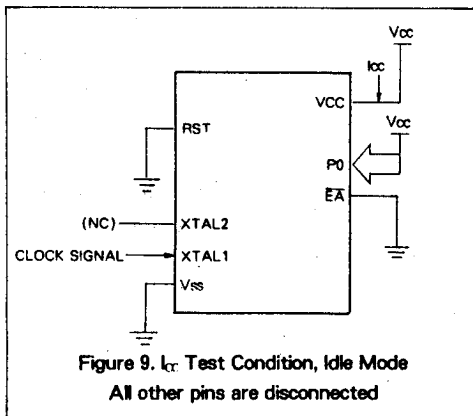 Vcc
Icc
VCC
RST
Vcc
P0
EA
(NC)
XTAL2
CLOCK SIGNAL
XTAL1
Vss
Figure 9. Icc Test Condition, Idle Mode
All other pins are disconnected